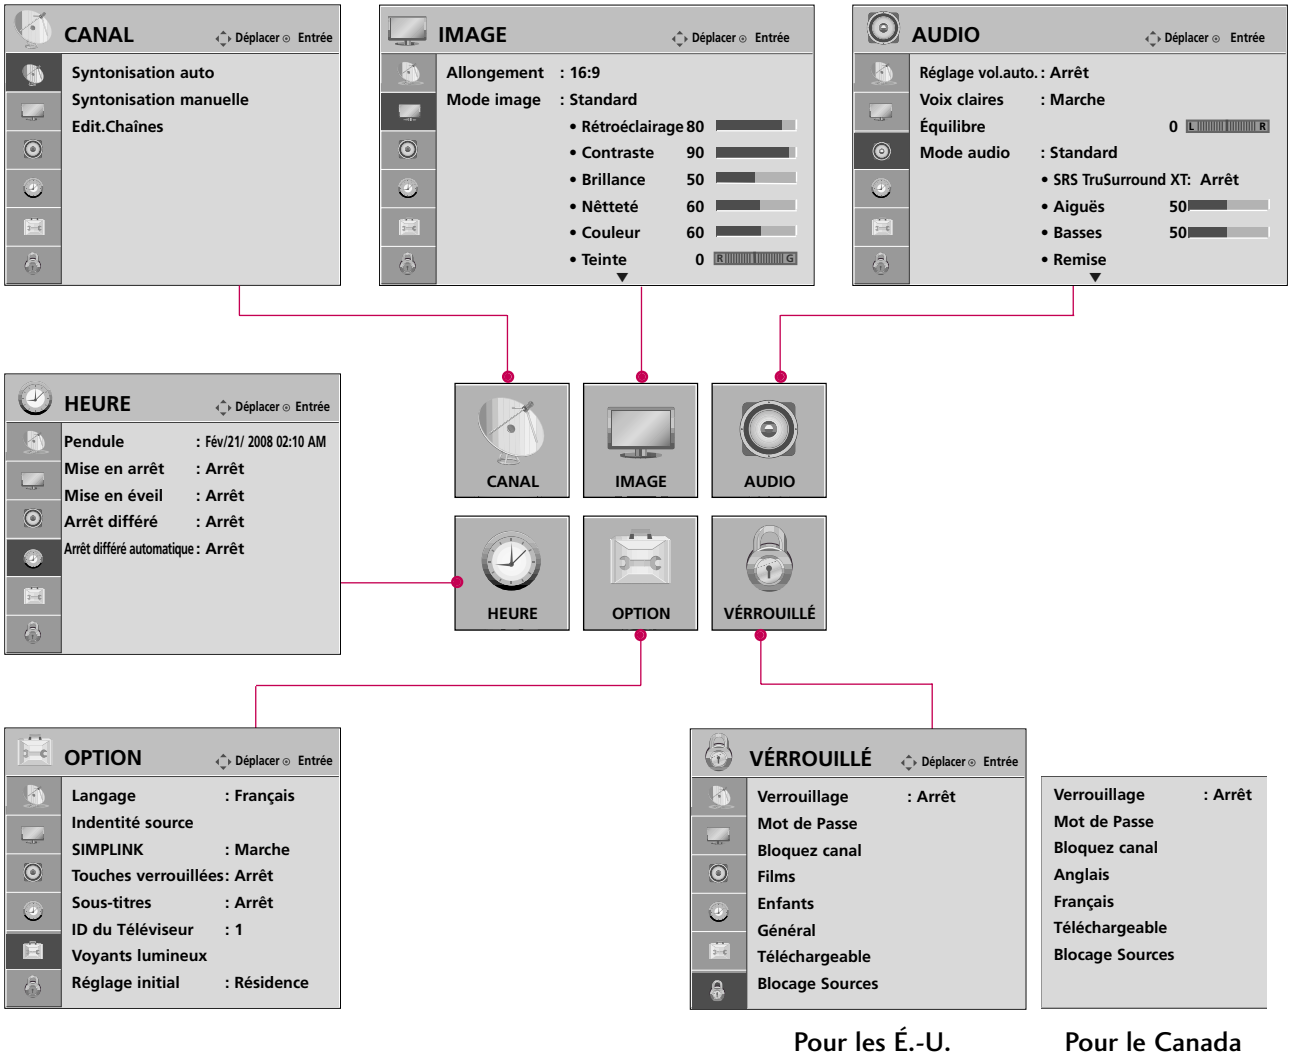 CANAL
Déplacer Entrée
Syntonisation auto
Syntonisation manuelle
Edit.Chaînes
IMAGE
Déplacer Entrée
Allongement : 16:9
Mode image : Standard
• Rétroéclairage 80
• Contraste 90
• Brillance 50
• Nêtteté 60
• Couleur 60
• Teinte 0 R G
AUDIO
Déplacer Entrée
Réglage vol.auto. : Arrêt
Voix claires : Marche
Équilibre 0 L R
Mode audio : Standard
• SRS TruSurround XT: Arrêt
• Aiguës 50
• Basses 50
• Remise
HEURE
Déplacer Entrée
Pendule : Fév/21/ 2008 02:10 AM
Mise en arrêt : Arrêt
Mise en éveil : Arrêt
Arrêt différé : Arrêt
Arrêt différé automatique : Arrêt
CANAL
IMAGE
AUDIO
HEURE
OPTION
VÉRROUILLÉ
OPTION
Déplacer Entrée
Langage : Français
Indentité source
SIMPLINK : Marche
Touches verrouillées: Arrêt
Sous-titres : Arrêt
ID du Téléviseur : 1
Voyants lumineux
Réglage initial : Résidence
VÉRROUILLÉ
Déplacer Entrée
Verrouillage : Arrêt
Mot de Passe
Bloquez canal
Films
Enfants
Général
Téléchargeable
Blocage Sources
Verrouillage : Arrêt
Mot de Passe
Bloquez canal
Anglais
Français
Téléchargeable
Blocage Sources
Pour les É.-U.
Pour le Canada